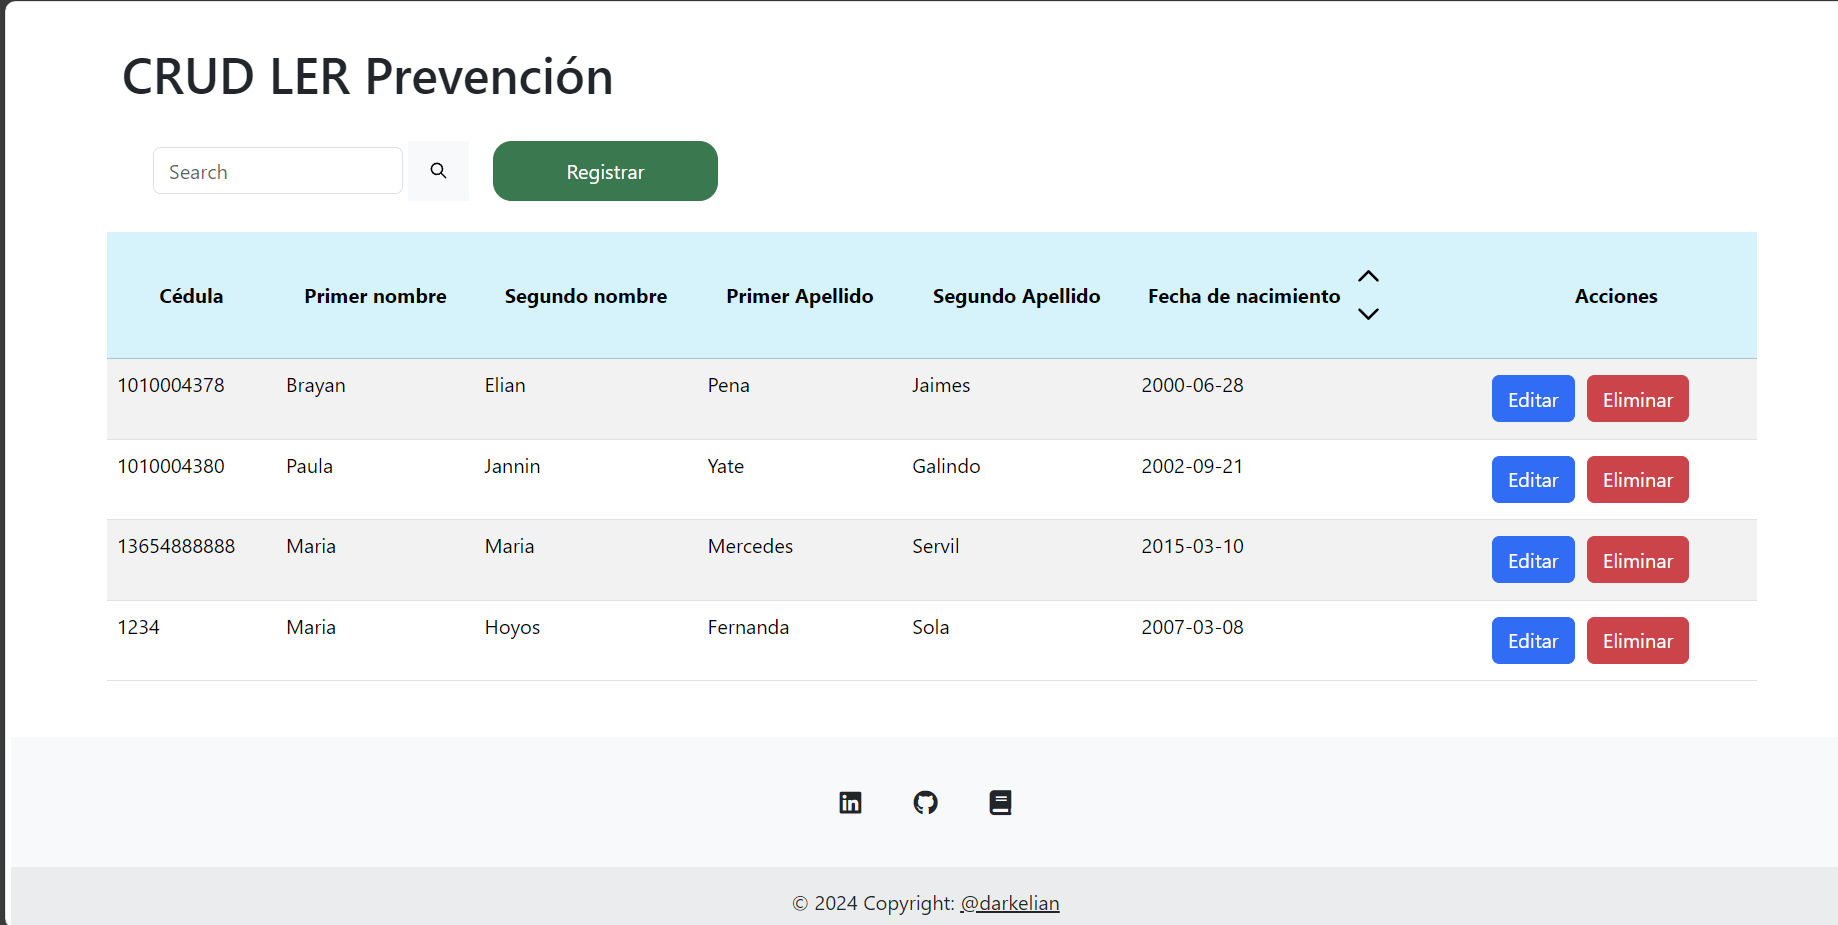 CRUD LER Prevención
Search Registrar
Cédula Primer nombre Segundo nombre Primer Apellido Segundo Apellido Fecha de nacimiento Acciones
1010004378 Brayan Elian Pena Jaimes 2000-06-28 Editar Eliminar
1010004380 Paula Jannin Yate Galindo 2002-09-21 Editar Eliminar
13654888888 Maria Maria Mercedes Servil 2015-03-10 Editar Eliminar
1234 Maria Hoyos Fernanda Sola 2007-03-08 Editar Eliminar
in
© 2024 Copyright: @darkelian